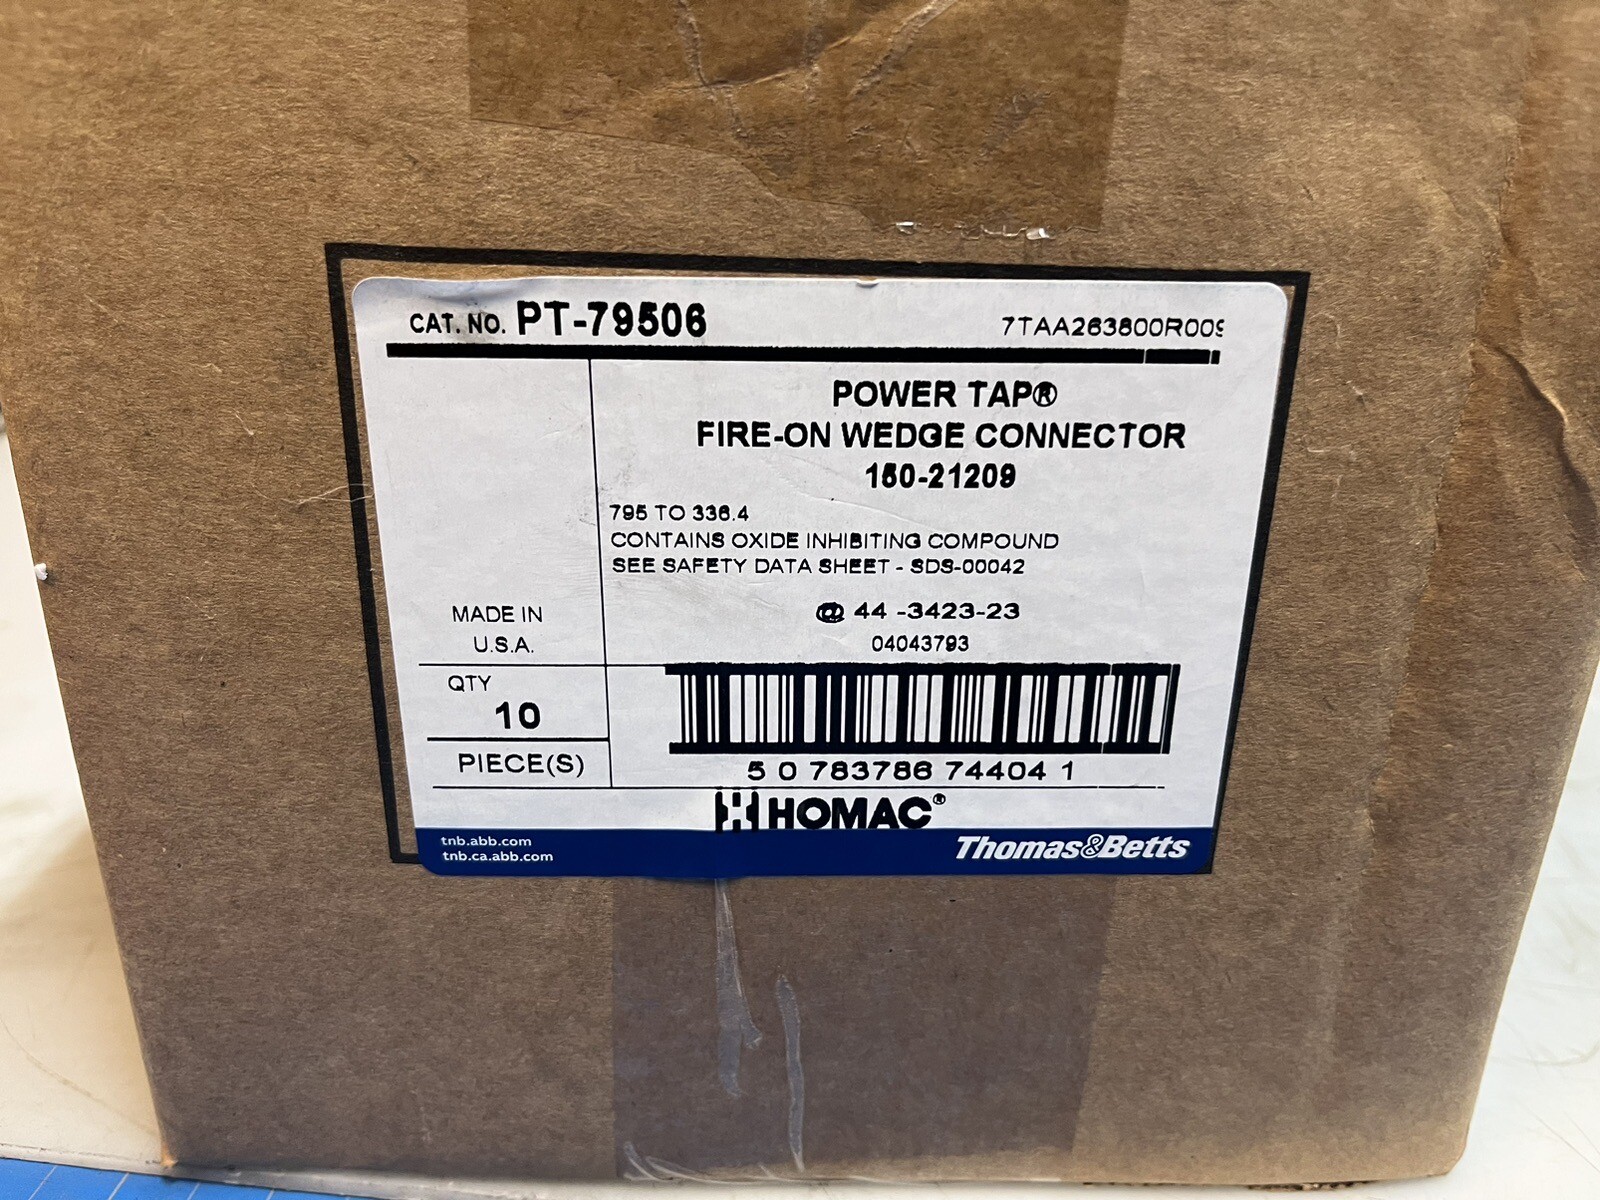 CAT. NO. PT-79506 7TAA263800R009
POWER TAP®
FIRE-ON WEDGE CONNECTOR
150-21209
795 TO 336.4
CONTAINS OXIDE INHIBITING COMPOUND
SEE SAFETY DATA SHEET - SDS-00042
MADE IN
U.S.A.
@ 44 -3423-23
04043793
QTY
10
PIECE(S)
5 0 783786 74404 1
HOMAC®
tnb.abb.com
tnb.ca.abb.com
Thomas&Betts